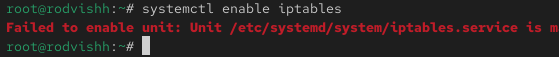 root@rodvishh:~# systemctl enable iptables
Failed to enable unit: Unit /etc/systemd/system/iptables.service is m
root@rodvishh:~#